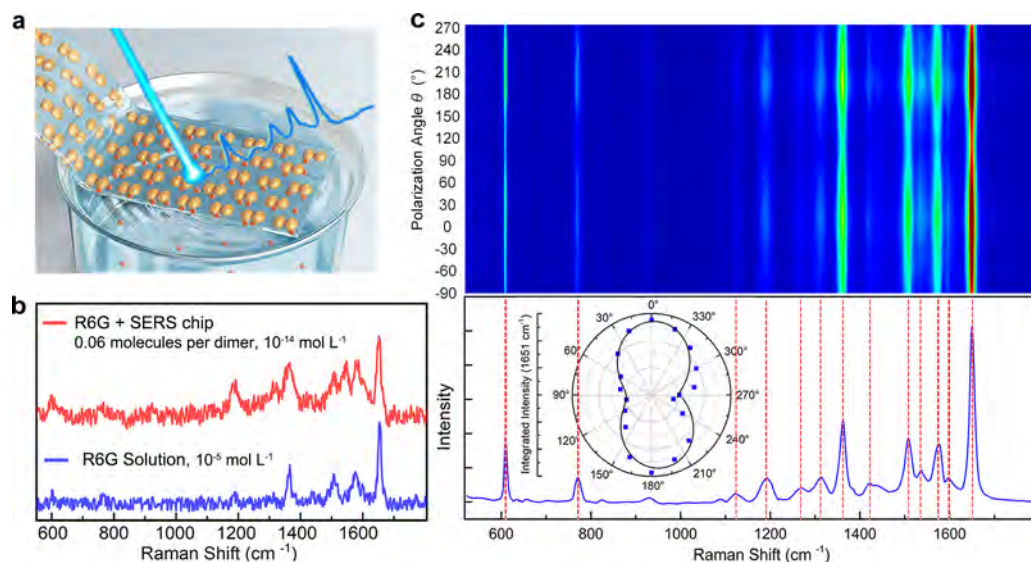 a
b
R6G + SERS chip
0.06 molecules per dimer, 10⁻¹⁴ mol L⁻¹
R6G Solution, 10⁻⁵ mol L⁻¹
600 800 1000 1200 1400 1600
Raman Shift (cm⁻¹)
c
Polarization Angle θ (°)
270
240
210
180
150
120
90
60
30
0
-30
-60
-90
Intensity
Integrated Intensity (1651 cm⁻¹)
0°
330°
300°
270°
240°
210°
180°
150°
120°
90°
60°
30°
600 800 1000 1200 1400 1600
Raman Shift (cm⁻¹)